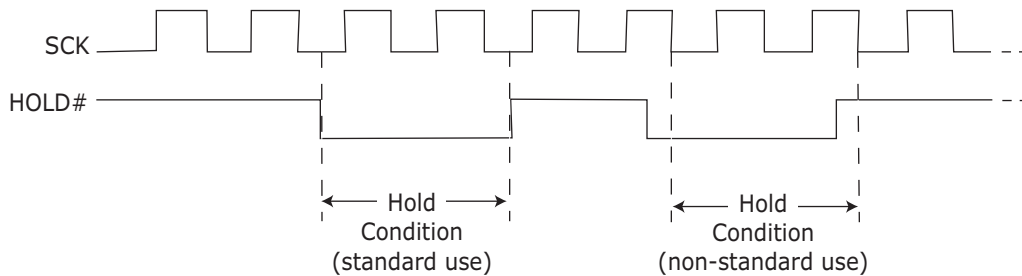 SCK
HOLD#
Hold
Condition
(standard use)
Hold
Condition
(non-standard use)